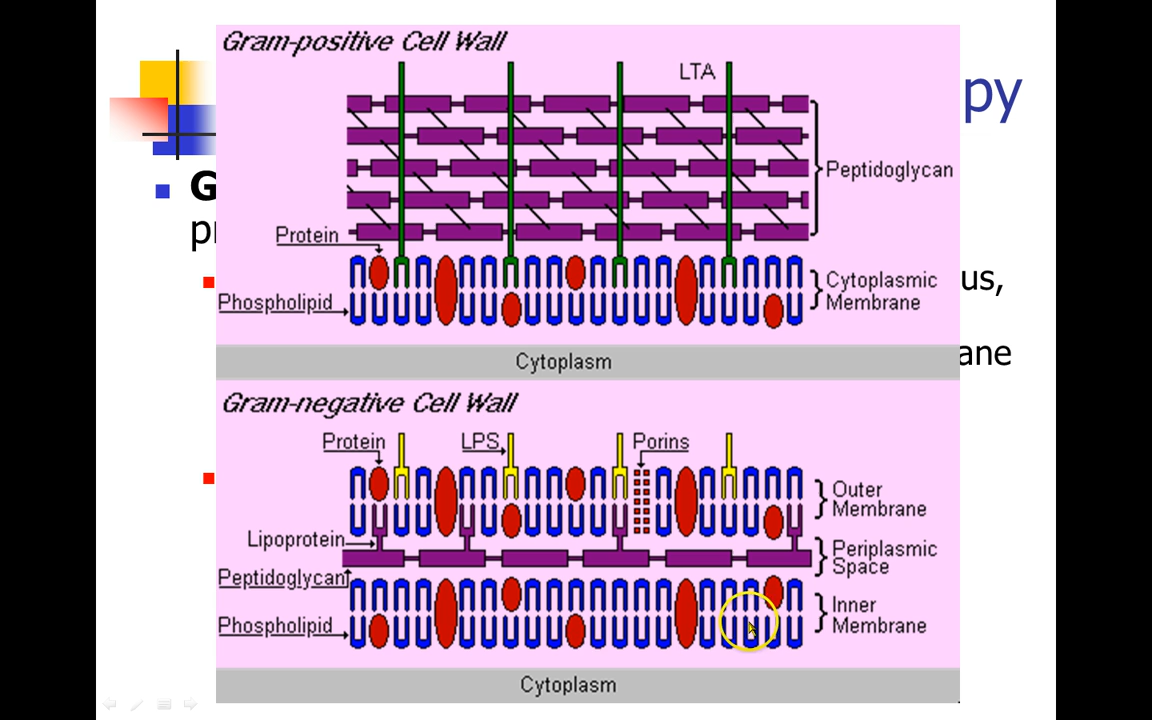 Gram-positive Cell Wall
LTA
py
Peptidoglycan
G
pr
Protein
Cytoplasmic
Membrane
us,
Phospholipid
ane
Cytoplasm
Gram-negative Cell Wall
Protein
LPS
Porins
Outer
Membrane
Lipoprotein
Periplasmic
Space
Peptidoglycan
Inner
Membrane
Phospholipid
Cytoplasm